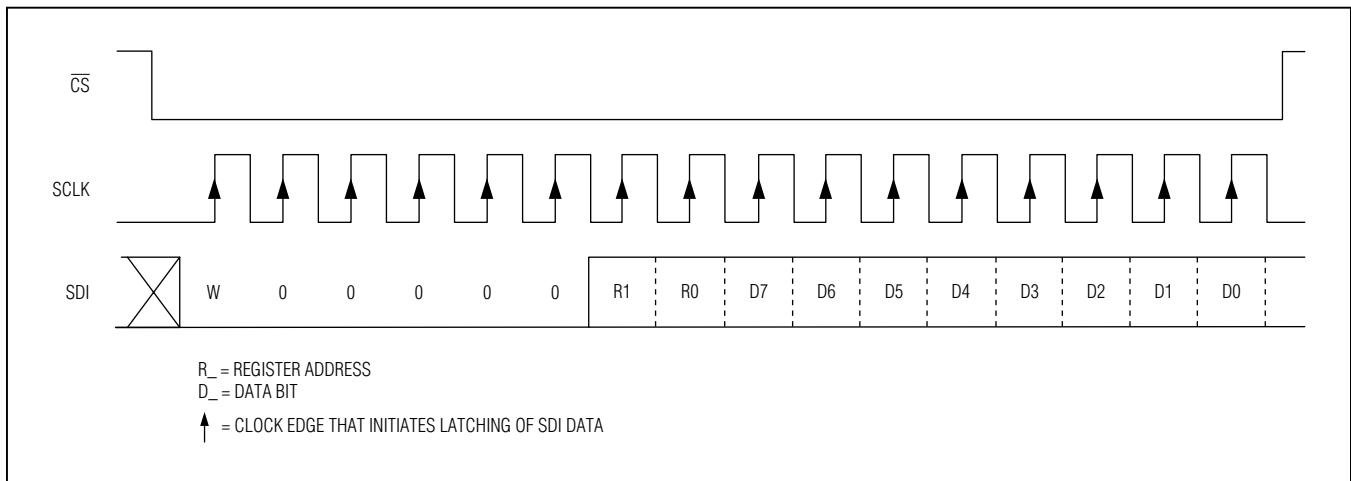 C̅S̅
SCLK
SDI W 0 0 0 0 0 R1 R0 D7 D6 D5 D4 D3 D2 D1 D0
R_ = REGISTER ADDRESS
D_ = DATA BIT
↑ = CLOCK EDGE THAT INITIATES LATCHING OF SDI DATA